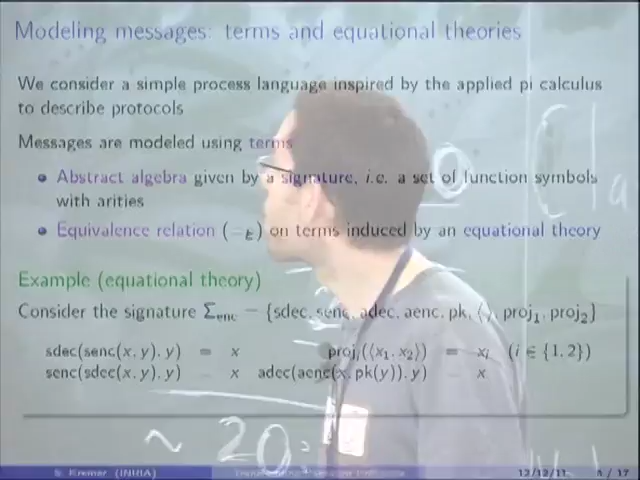 Modeling messages: terms and equational theories
We consider a simple process language inspired by the applied pi calculus
to describe protocols
Messages are modeled using terms
• Abstract algebra given by a signature, i.e. a set of function symbols
with arities
• Equivalence relation (=E) on terms induced by an equational theory
Example (equational theory)
Consider the signature Σenc = {sdec, senc, adec, aenc, pk, ⟨,⟩, proj1, proj2}
sdec(senc(x, y), y) = x proji(⟨x1, x2⟩) = xi (i ∈ {1, 2})
senc(sdec(x, y), y) = x adec(aenc(x, pk(y)), y) = x
~ 20
S. Kremer (INRIA) 12/12/11 / 17